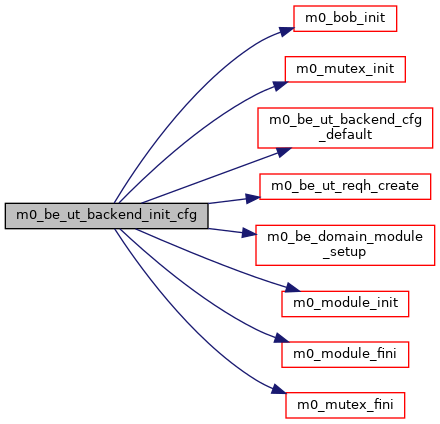 m0_bob_init
m0_mutex_init
m0_be_ut_backend_cfg
_default
m0_be_ut_reqh_create
m0_be_ut_backend_init_cfg
m0_be_domain_module
_setup
m0_module_init
m0_module_fini
m0_mutex_fini